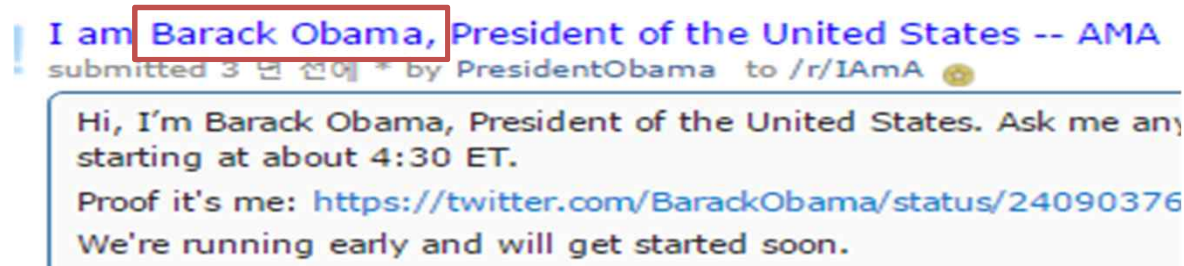 I am Barack Obama, President of the United States -- AMA
submitted 3 년 전에 * by PresidentObama to /r/IAmA
Hi, I′m Barack Obama, President of the United States. Ask me any
starting at about 4:30 ET.
Proof it's me: https://twitter.com/BarackObama/status/24090376
We're running early and will get started soon.